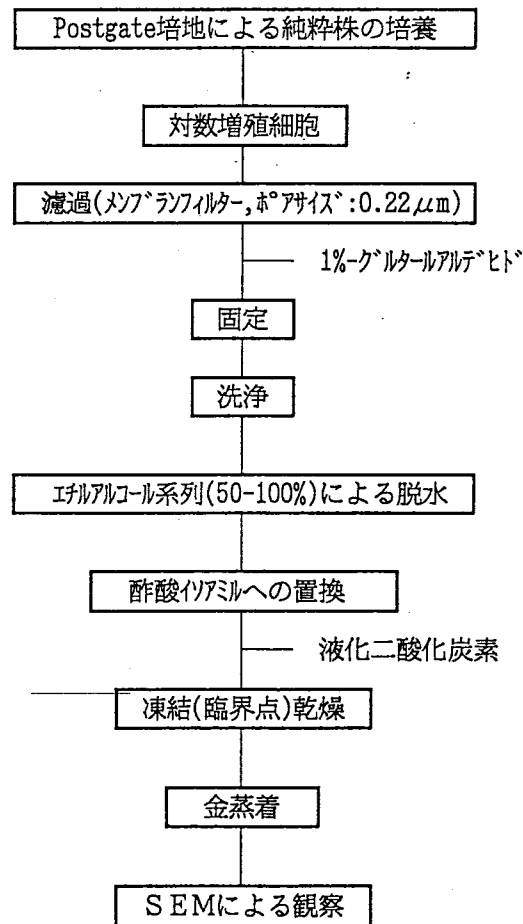 Postgate培地による純粋株の培養
対数増殖細胞
濾過(メンブランフィルター,ポアサイズ:0.22μm)
1%-グルタールアルデヒド
固定
洗浄
エチルアルコール系列(50-100%)による脱水
酢酸イソアミルへの置換
液化二酸化炭素
凍結(臨界点)乾燥
金蒸着
SEMによる観察